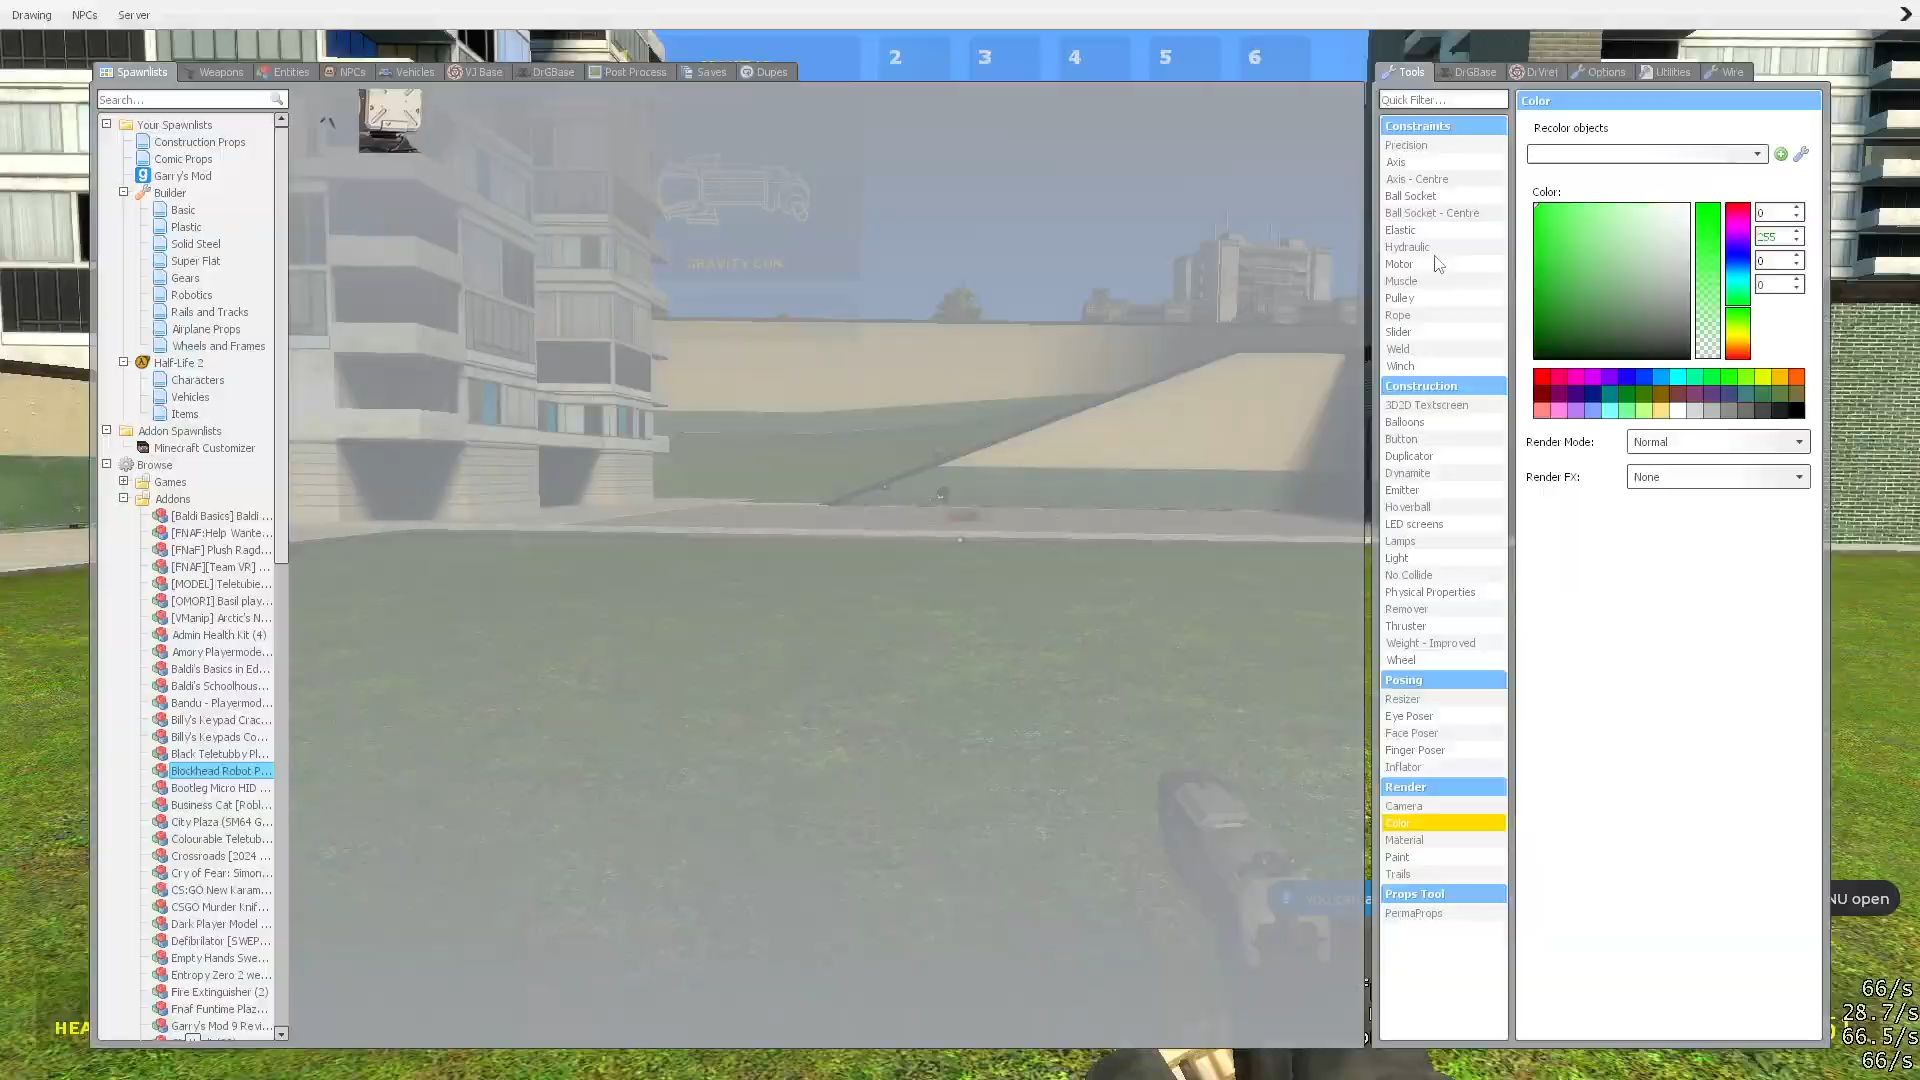 Drawing NPCs Server
2 3 4 5 6
Spawnlists Weapons Entities NPCs Vehicles VJ Base DrGBase Post Process Saves Dupes
Search...
Your Spawnlists
Construction Props
Comic Props
Garry's Mod
Builder
Basic
Plastic
Solid Steel
Super Flat
Gears
Robotics
Rails and Tracks
Airplane Props
Wheels and Frames
Half-Life 2
Characters
Vehicles
Items
Addon Spawnlists
Minecraft Customizer
Browse
Games
Addons
[Baldi Basics] Baldi ...
[FNAF:Help Wante...
[FNaF] Plush Ragd...
[FNAF][Team VR] ...
[MODEL] Teletubie...
[OMORI] Basil play...
[VManip] Arctic's N...
Admin Health Kit (4)
Amory Playermode...
Baldi's Basics in Ed...
Baldi's Schoolhous...
Bandu - Playermod...
Billy's Keypad Crac...
Billy's Keypads Co...
Black Teletubby Pl...
Blockhead Robot P...
Bootleg Micro HID ...
Business Cat [Robl...
City Plaza (SM64 G...
Colourable Teletub...
Crossroads [2024 ...
Cry of Fear: Simon...
CS:GO New Karam...
CSGO Murder Knif...
Dark Player Model ...
Defibrilator [SWEP...
Empty Hands Swe...
Entropy Zero 2 we...
Fire Extinguisher (2)
Fnaf Funtime Plaz...
Garry's Mod 9 Revi...
GRAVITY GUN
Tools DrGBase DrVrej Options Utilities Wire
Quick Filter...
Constraints
Precision
Axis
Axis - Centre
Ball Socket
Ball Socket - Centre
Elastic
Hydraulic
Motor
Muscle
Pulley
Rope
Slider
Weld
Winch
Construction
3D2D Textscreen
Balloons
Button
Duplicator
Dynamite
Emitter
Hoverball
LED screens
Lamps
Light
No Collide
Physical Properties
Remover
Thruster
Weight - Improved
Wheel
Posing
Resizer
Eye Poser
Face Poser
Finger Poser
Inflator
Render
Camera
Color
Material
Paint
Trails
Props Tool
PermaProps
Color
Recolor objects
Color:
0
255
0
0
Render Mode: Normal
Render FX: None
NU open
HEA
66/s
28.7/s
66.5/s
66/s